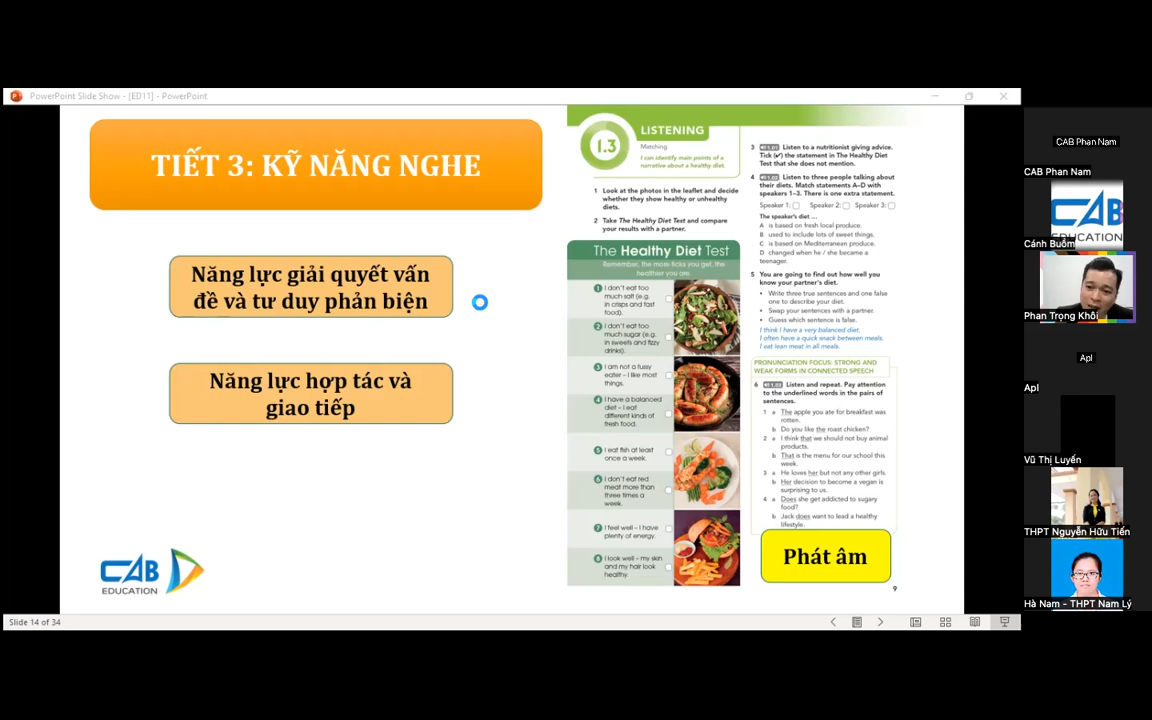 PowerPoint Slide Show - [ED11] - PowerPoint
TIẾT 3: KỸ NĂNG NGHE
Năng lực giải quyết vấn
đề và tư duy phản biện
Năng lực hợp tác và
giao tiếp
CAB
EDUCATION
1.3
LISTENING
Matching
I can identify main points of a
narrative about a healthy diet.
1 Look at the photos in the leaflet and decide
whether they show healthy or unhealthy
diets.
2 Take The Healthy Diet Test and compare
your results with a partner.
The Healthy Diet Test
Remember, the more ticks you get, the
healthier you are.
1 I don't eat too
much salt (e.g.
in crisps and fast
food).
2 I don't eat too
much sugar (e.g.
in sweets and fizzy
drinks).
3 I am not a fussy
eater – I like most
things.
4 I have a balanced
diet – I eat
different kinds of
fresh food.
5 I eat fish at least
once a week.
6 I don't eat red
meat more than
three times a
week.
7 I feel well – I have
plenty of energy.
8 I look well – my skin
and my hair look
healthy.
3 1.01 Listen to a nutritionist giving advice.
Tick (✔) the statement in The Healthy Diet
Test that she does not mention.
4 1.02 Listen to three people talking about
their diets. Match statements A–D with
speakers 1–3. There is one extra statement.
Speaker 1: Speaker 2: Speaker 3:
The speaker's diet ...
A is based on fresh local produce.
B used to include lots of sweet things.
C is based on Mediterranean produce.
D changed when he / she became a
teenager.
5 You are going to find out how well you
know your partner's diet.
• Write three true sentences and one false
one to describe your diet.
• Swap your sentences with a partner.
• Guess which sentence is false.
I think I have a very balanced diet.
I often have a quick snack between meals.
I eat lean meat in all meals.
PRONUNCIATION FOCUS: STRONG AND
WEAK FORMS IN CONNECTED SPEECH
6 1.03 Listen and repeat. Pay attention
to the underlined words in the pairs of
sentences.
1 a The apple you ate for breakfast was
rotten.
b Do you like the roast chicken?
2 a I think that we should not buy animal
products.
b That is the menu for our school this
week.
3 a He loves her but not any other girls.
b Her decision to become a vegan is
surprising to us.
4 a Does she get addicted to sugary
food?
b Jack does want to lead a healthy
lifestyle.
Phát âm
9
Slide 14 of 34
CAB Phan Nam
CAB Phan Nam
CAB
EDUCATION
Cánh Buồm
Phan Trọng Khôi
Apl
Apl
Vũ Thị Luyến
THPT Nguyễn Hữu Tiến
Hà Nam - THPT Nam Lý